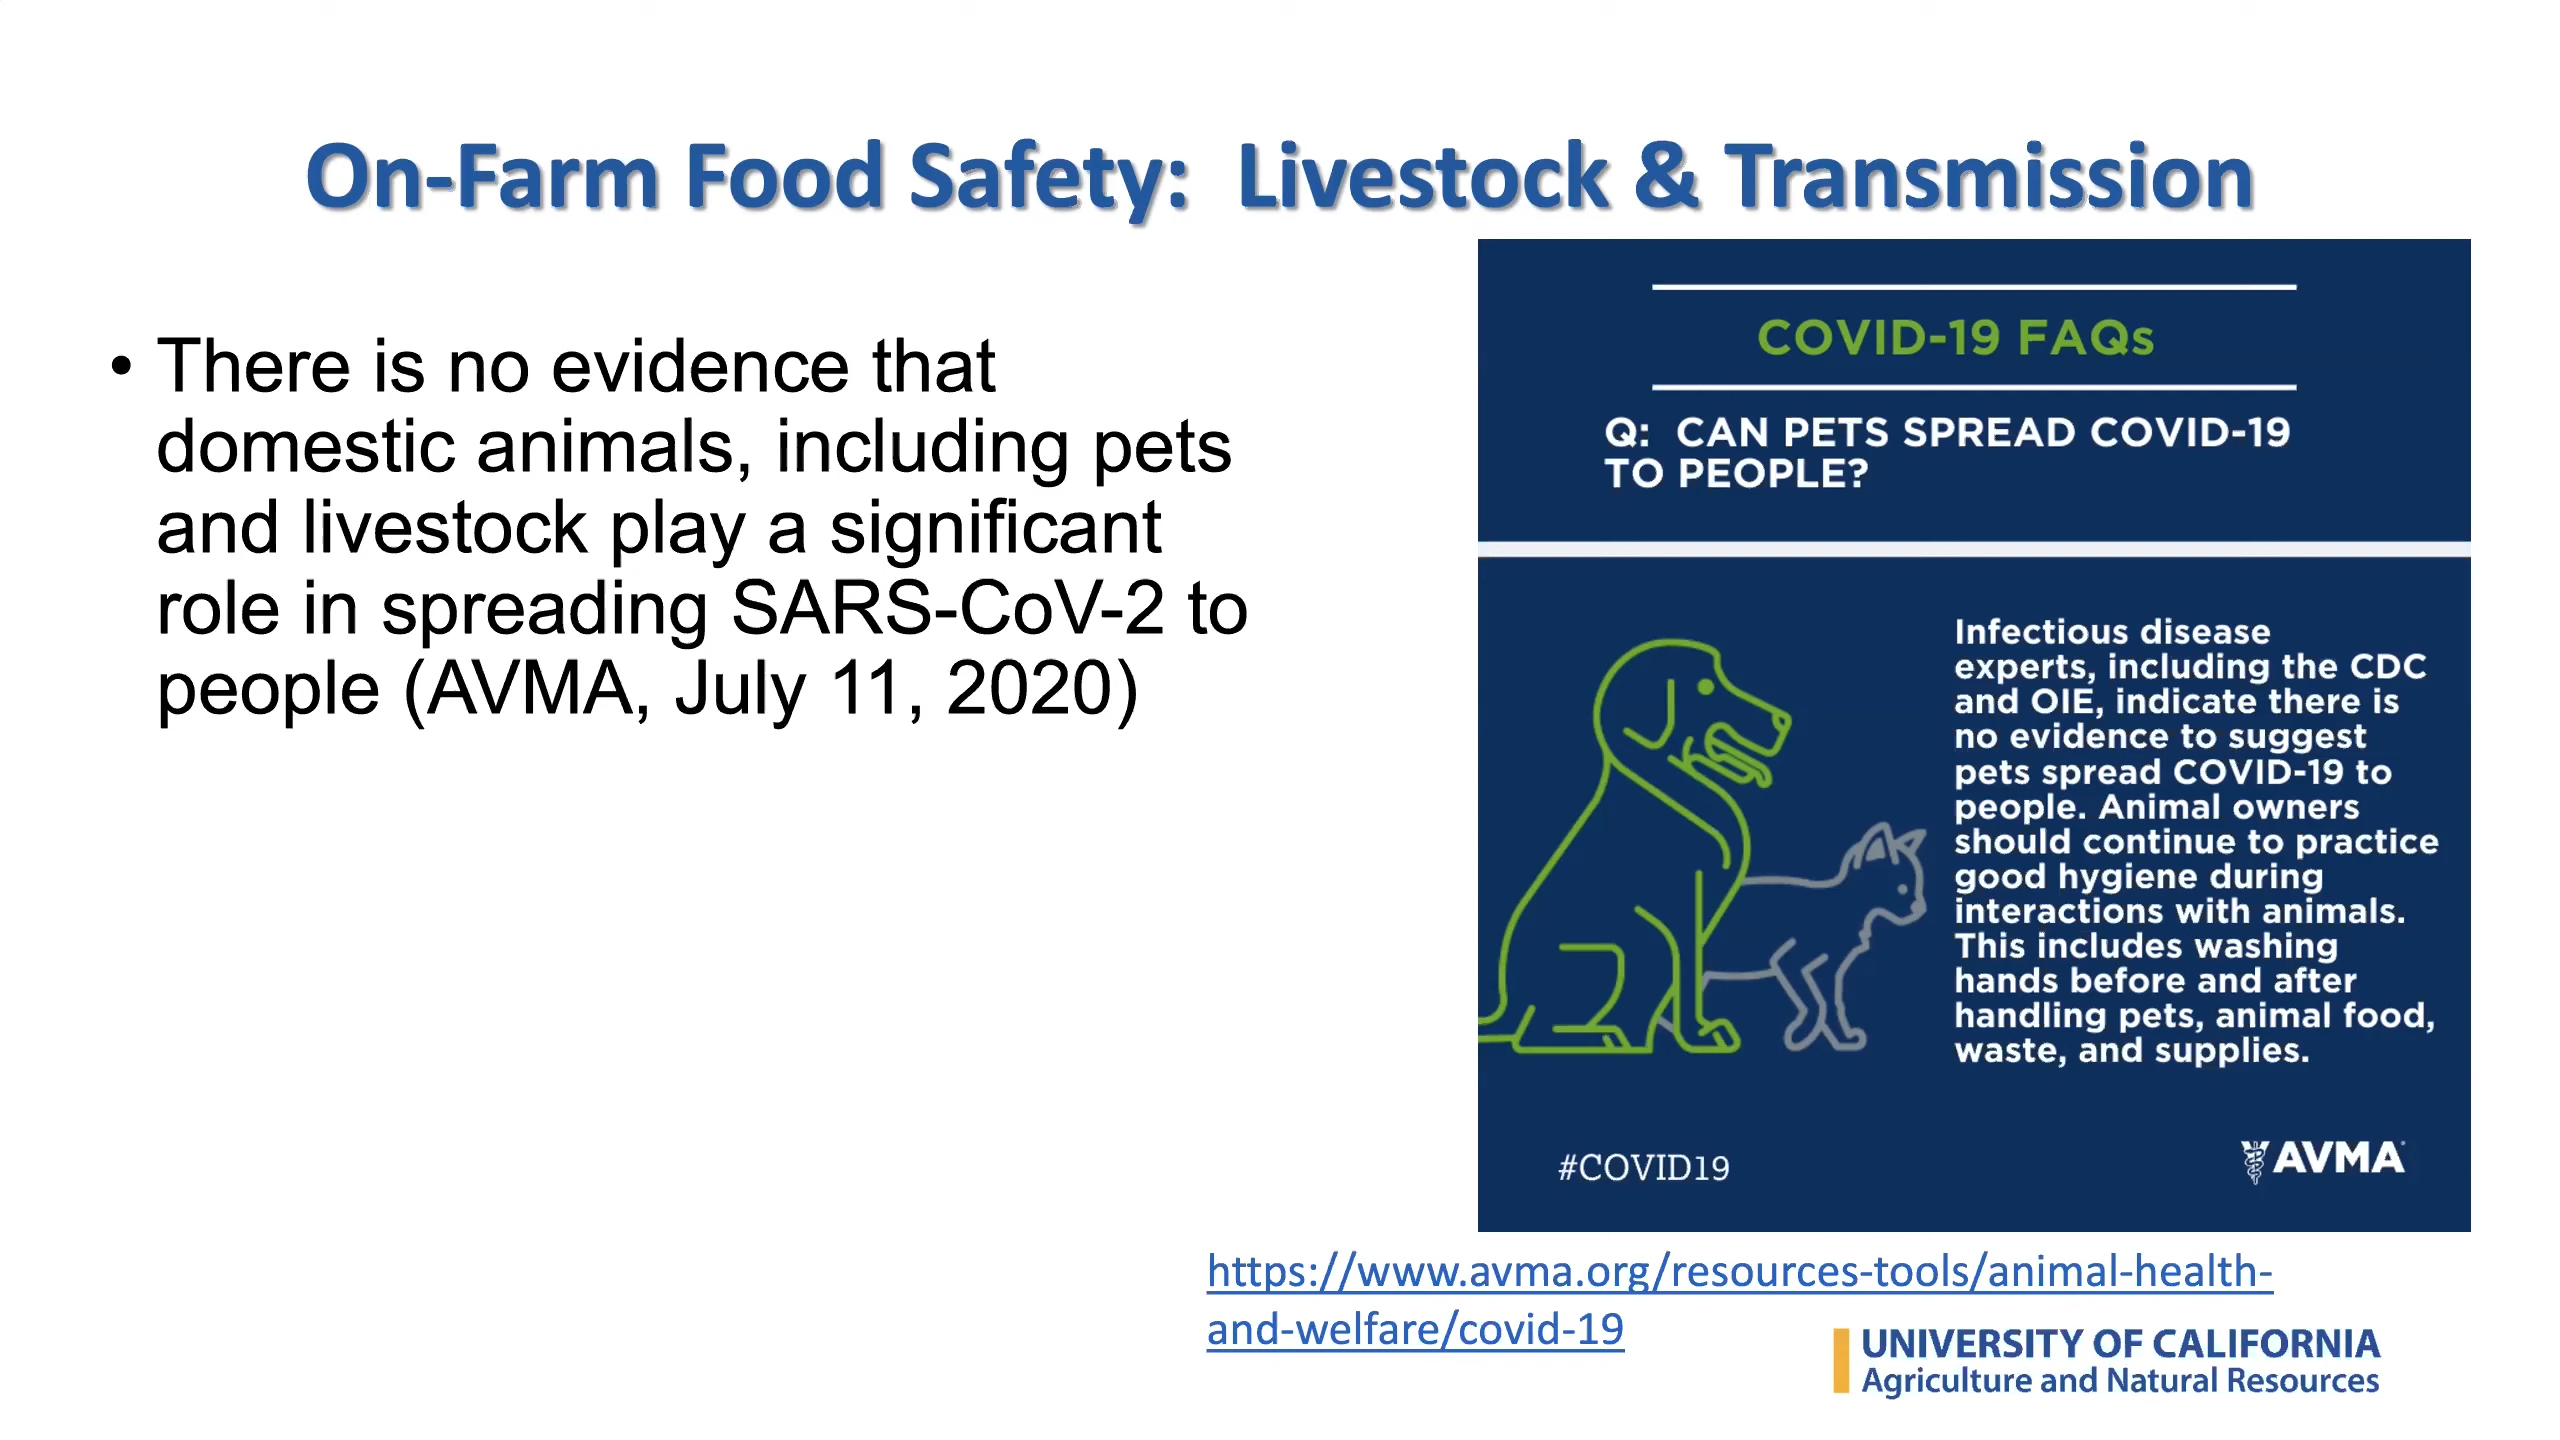 On-Farm Food Safety: Livestock & Transmission
• There is no evidence that
domestic animals, including pets
and livestock play a significant
role in spreading SARS-CoV-2 to
people (AVMA, July 11, 2020)
COVID-19 FAQs
Q: CAN PETS SPREAD COVID-19
TO PEOPLE?
Infectious disease
experts, including the CDC
and OIE, indicate there is
no evidence to suggest
pets spread COVID-19 to
people. Animal owners
should continue to practice
good hygiene during
interactions with animals.
This includes washing
hands before and after
handling pets, animal food,
waste, and supplies.
#COVID19
AVMA
https://www.avma.org/resources-tools/animal-health-
and-welfare/covid-19
UNIVERSITY OF CALIFORNIA
Agriculture and Natural Resources